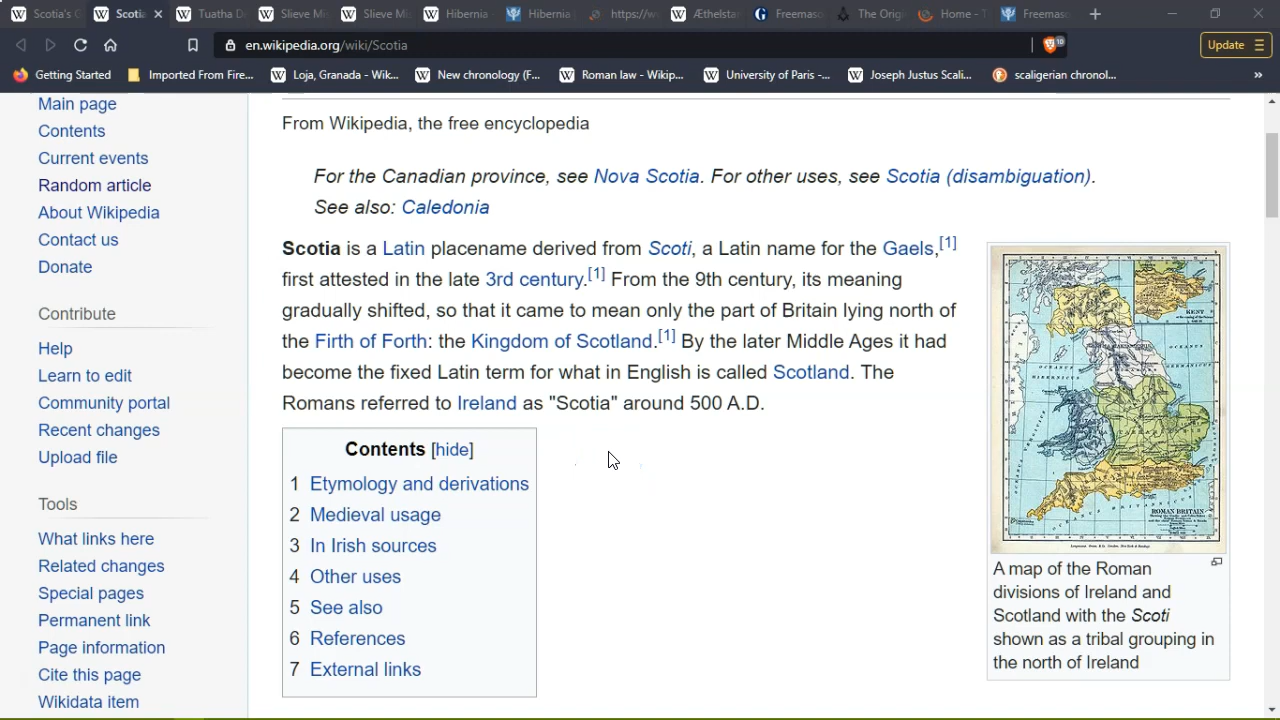 Scotia's G
Scotia
Tuatha D
Slieve Mi
Slieve M
Hibernia
Hibernia
https://w
Æthelstar
Freemaso
The Orig
Home - T
Freemaso
en.wikipedia.org/wiki/Scotia
10
Update
Getting Started
Imported From Fire...
Loja, Granada - Wik...
New chronology (F...
Roman law - Wikip...
University of Paris -...
Joseph Justus Scali...
scaligerian chronol...
»
Main page
Contents
Current events
Random article
About Wikipedia
Contact us
Donate
Contribute
Help
Learn to edit
Community portal
Recent changes
Upload file
Tools
What links here
Related changes
Special pages
Permanent link
Page information
Cite this page
Wikidata item
From Wikipedia, the free encyclopedia
For the Canadian province, see Nova Scotia. For other uses, see Scotia (disambiguation).
See also: Caledonia
Scotia is a Latin placename derived from Scoti, a Latin name for the Gaels,[1]
first attested in the late 3rd century.[1] From the 9th century, its meaning
gradually shifted, so that it came to mean only the part of Britain lying north of
the Firth of Forth: the Kingdom of Scotland.[1] By the later Middle Ages it had
become the fixed Latin term for what in English is called Scotland. The
Romans referred to Ireland as "Scotia" around 500 A.D.
Contents [hide]
1 Etymology and derivations
2 Medieval usage
3 In Irish sources
4 Other uses
5 See also
6 References
7 External links
KENT
ROMAN BRITAIN
A map of the Roman
divisions of Ireland and
Scotland with the Scoti
shown as a tribal grouping in
the north of Ireland